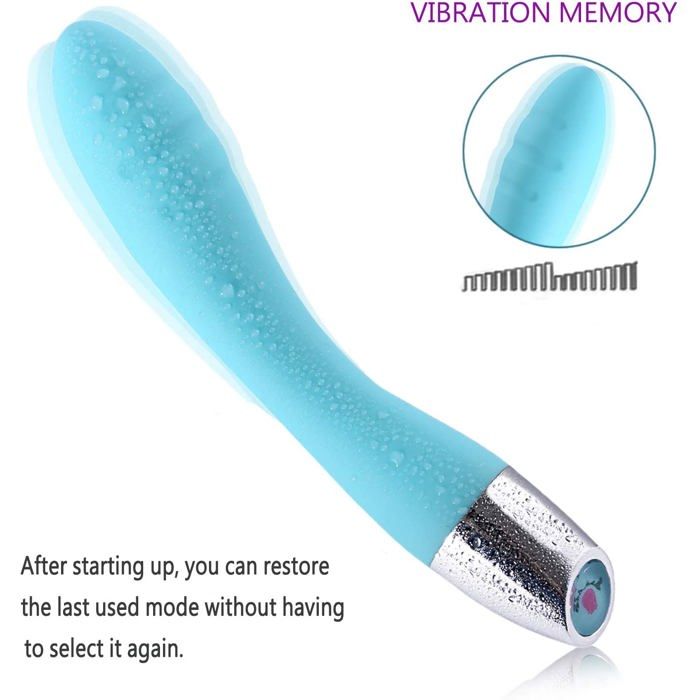 VIBRATION MEMORY
After starting up, you can restore
the last used mode without having
to select it again.